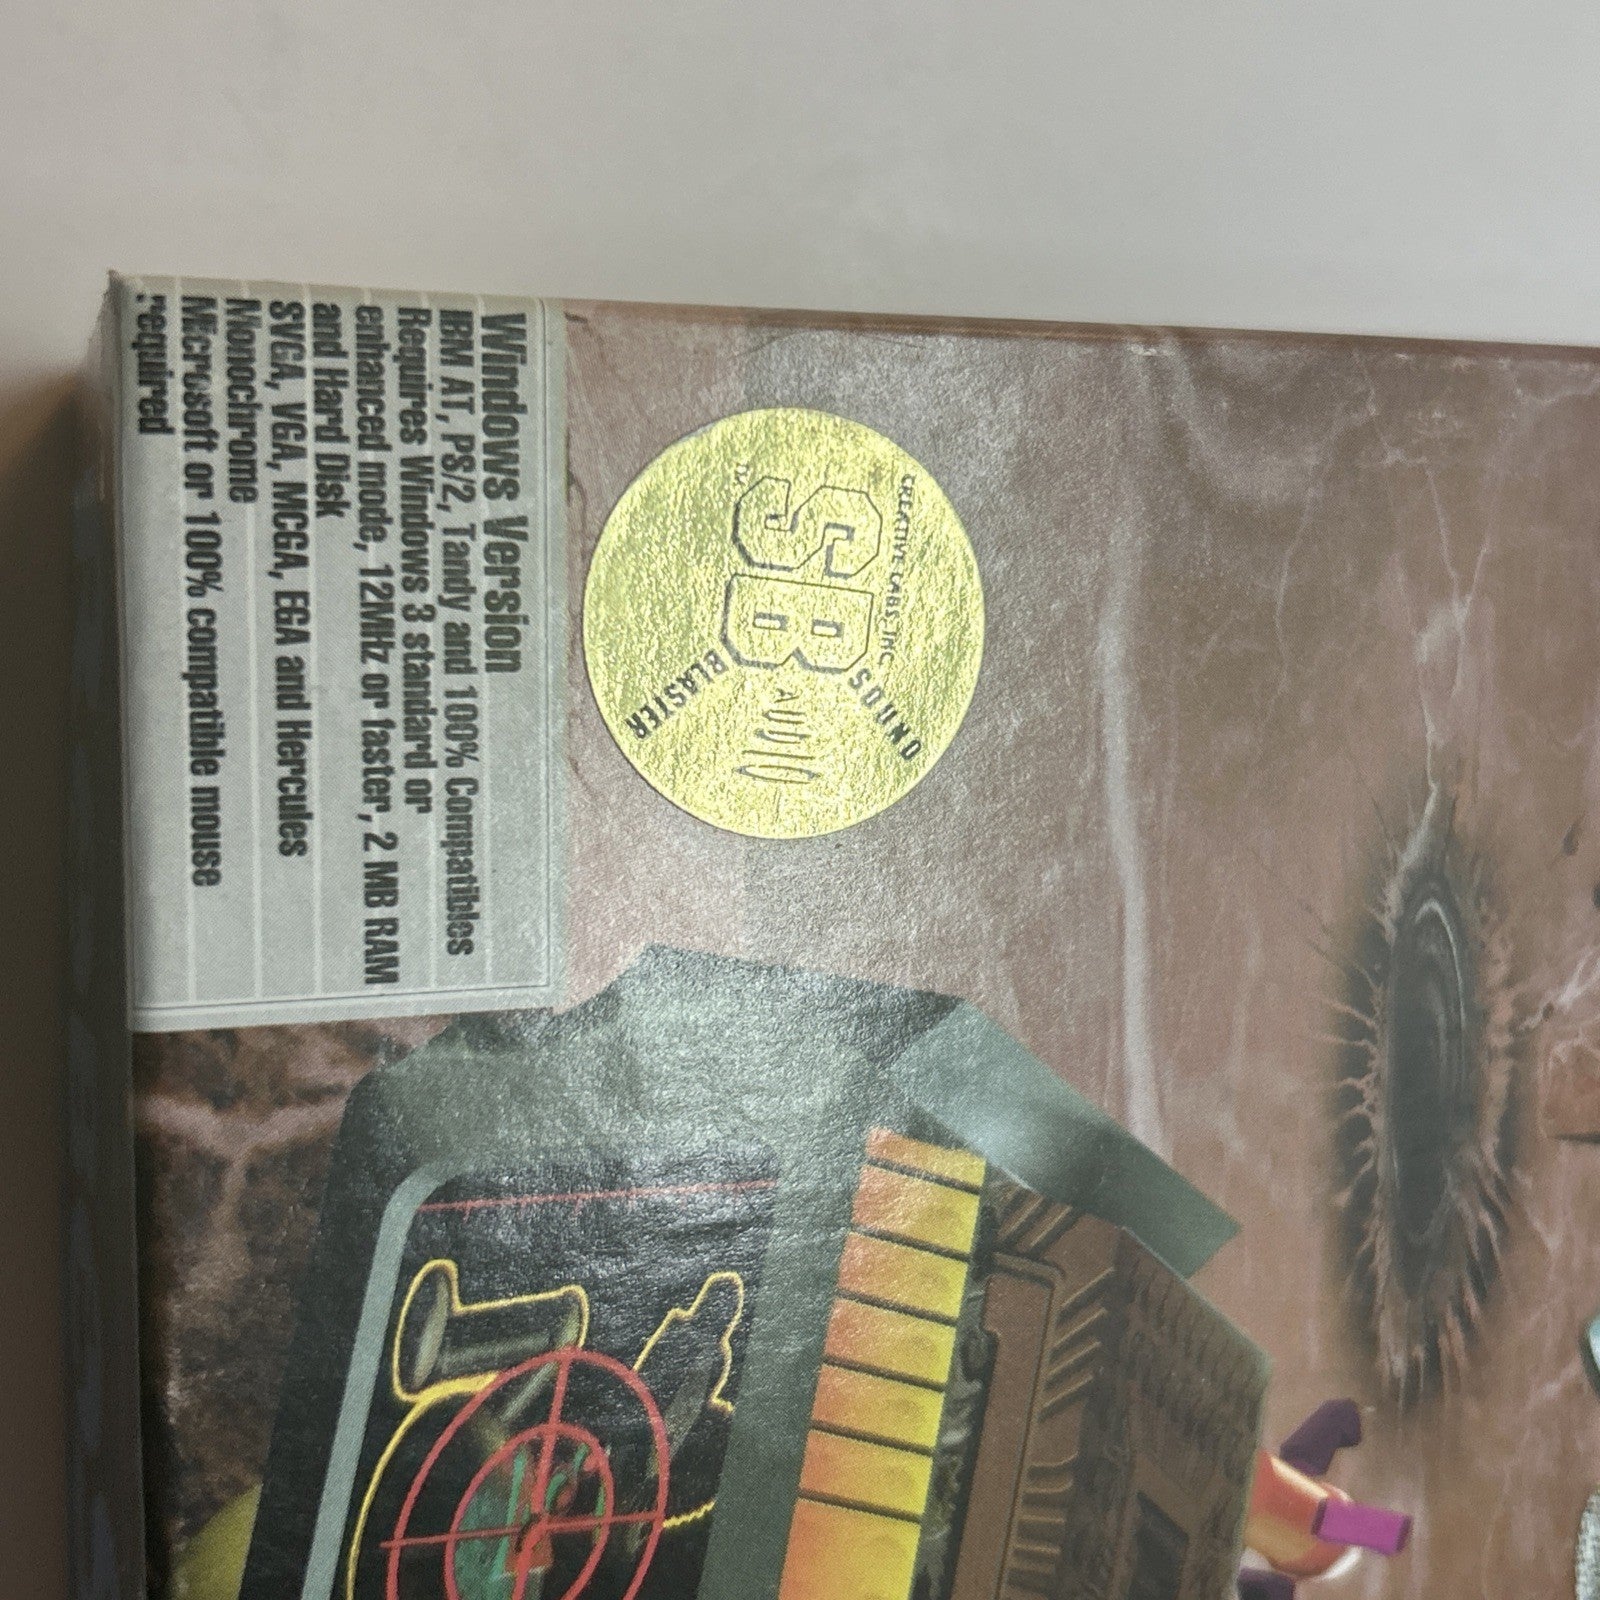 Windows Version
IBM AT, PS/2, Tandy and 100% Compatibles
Requires Windows 3 standard or
enhanced mode, 12MHz or faster, 2 MB RAM
and Hard Disk
SVGA, VGA, MCGA, EGA and Hercules
Monochrome
Microsoft or 100% compatible mouse
required
CREATIVE LABS, INC
SB
TM
SOUND
AUDIO
BLASTER